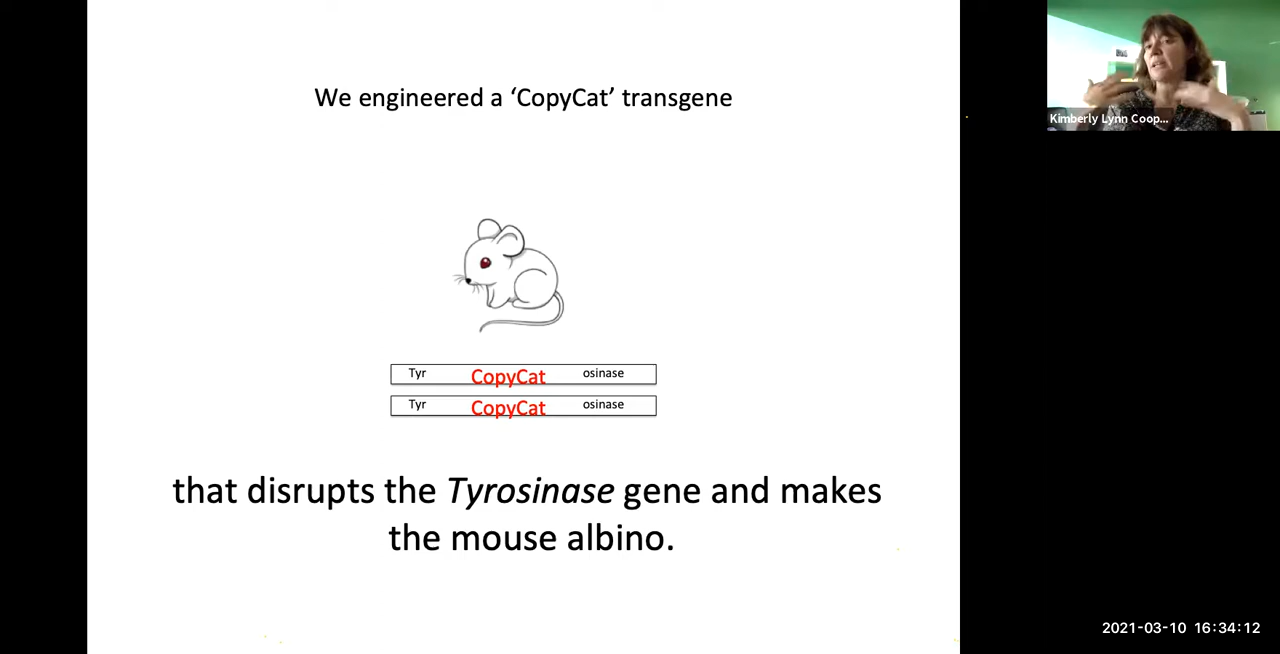 We engineered a ‘CopyCat’ transgene
Kimberly Lynn Coop...
Tyr CopyCat osinase
Tyr CopyCat osinase
that disrupts the Tyrosinase gene and makes
the mouse albino.
2021-03-10 16:34:12